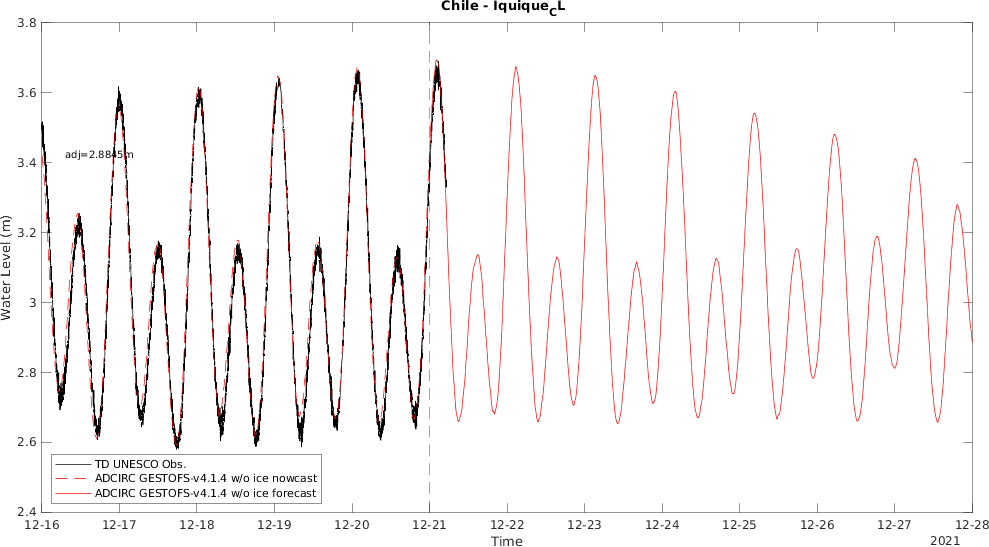 Chile - Iquique_CL
3.8
3.6
3.4
3.2
3
2.8
2.6
2.4
Water Level (m)
adj=2.8845m
TD UNESCO Obs.
ADCIRC GESTOFS-v4.1.4 w/o ice nowcast
ADCIRC GESTOFS-v4.1.4 w/o ice forecast
12-16 12-17 12-18 12-19 12-20 12-21 12-22 12-23 12-24 12-25 12-26 12-27 12-28
Time
2021